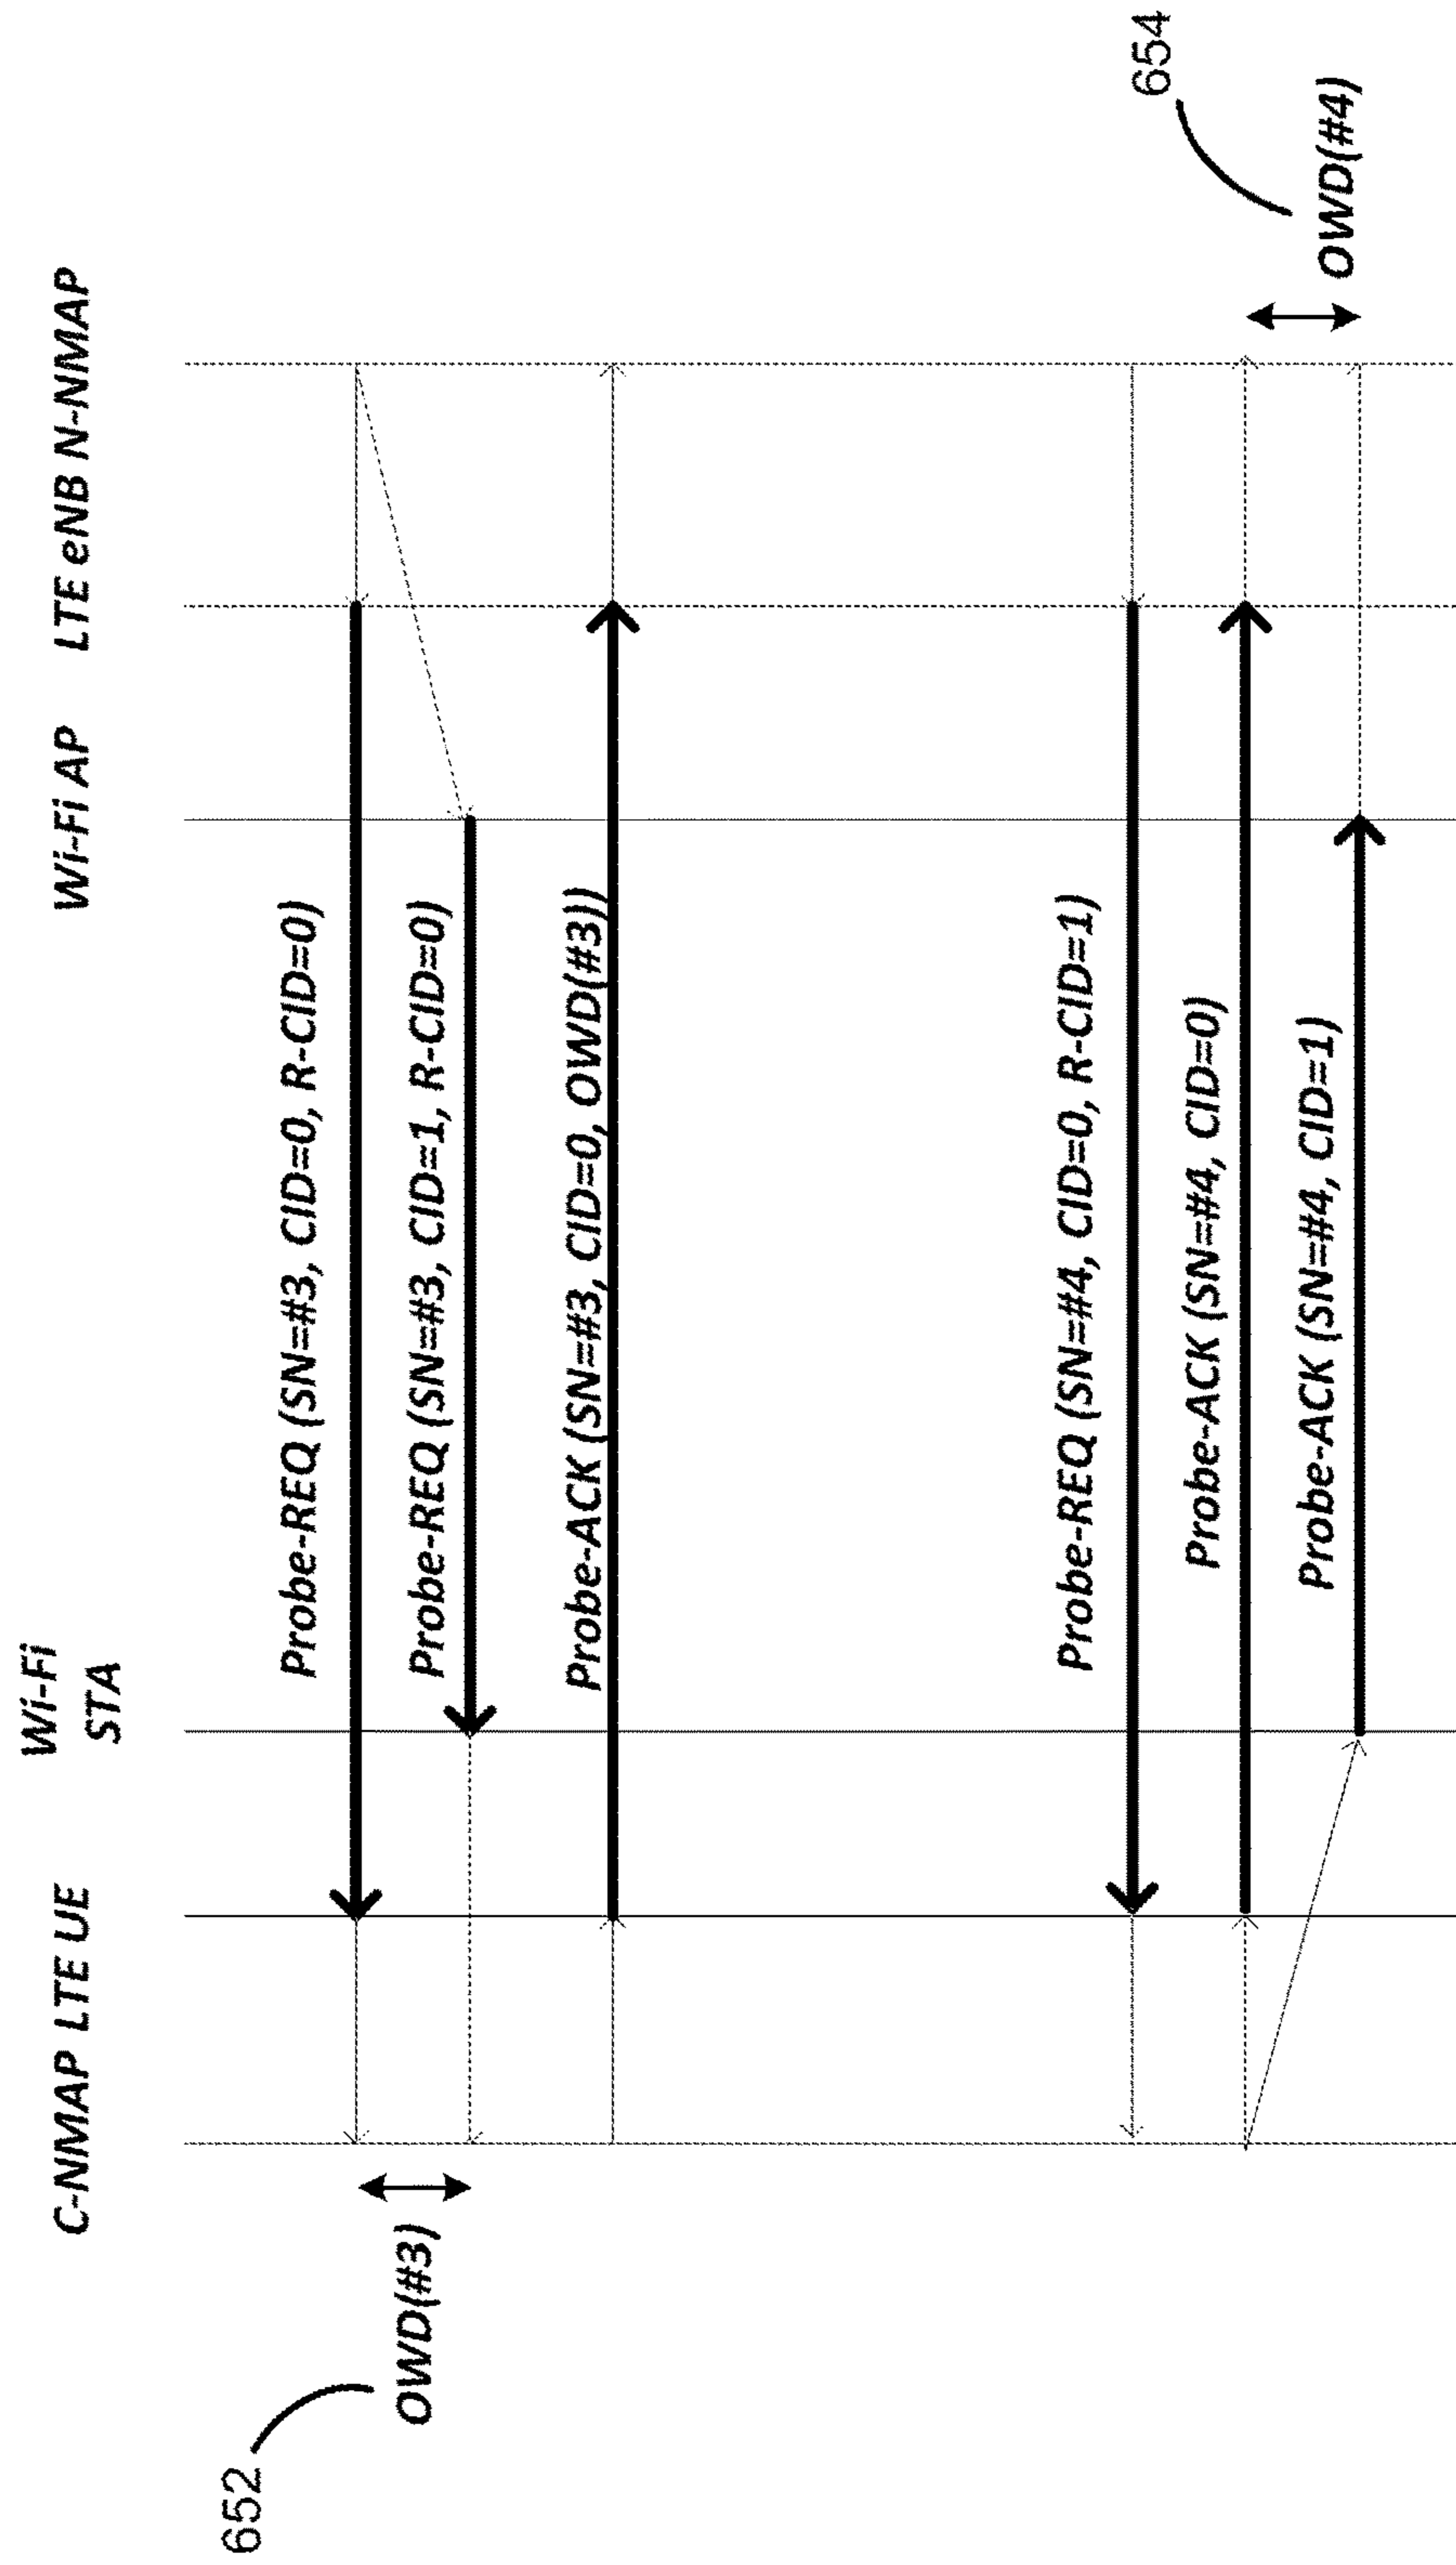 Wi-Fi
STA
C-NMAP LTE UE
Wi-Fi AP
LTE eNB N-NMAP
Probe-REQ (SN=#3, CID=0, R-CID=0)
652
OWD(#3)
Probe-REQ (SN=#3, CID=1, R-CID=0)
Probe-ACK (SN=#3, CID=0, OWD(#3))
Probe-REQ (SN=#4, CID=0, R-CID=1)
654
Probe-ACK (SN=#4, CID=0)
Probe-ACK (SN=#4, CID=1)
OWD(#4)